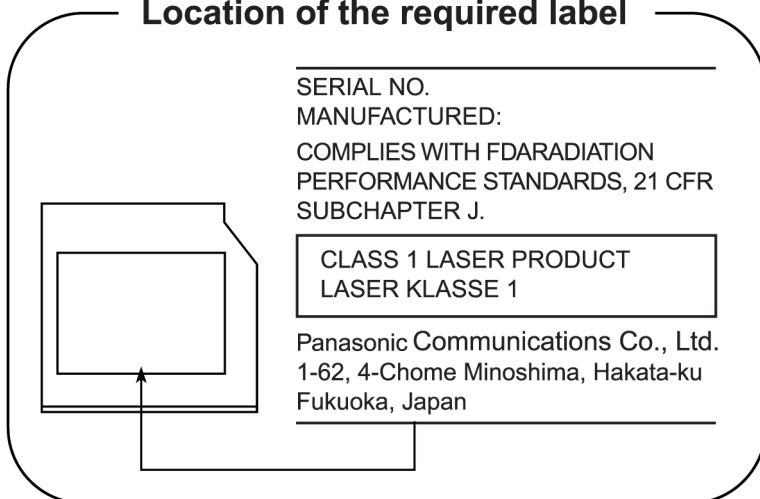 Location of the required label
SERIAL NO.
MANUFACTURED:
COMPLIES WITH FDARADIATION
PERFORMANCE STANDARDS, 21 CFR
SUBCHAPTER J.
CLASS 1 LASER PRODUCT
LASER KLASSE 1
Panasonic Communications Co., Ltd.
1-62, 4-Chome Minoshima, Hakata-ku
Fukuoka, Japan